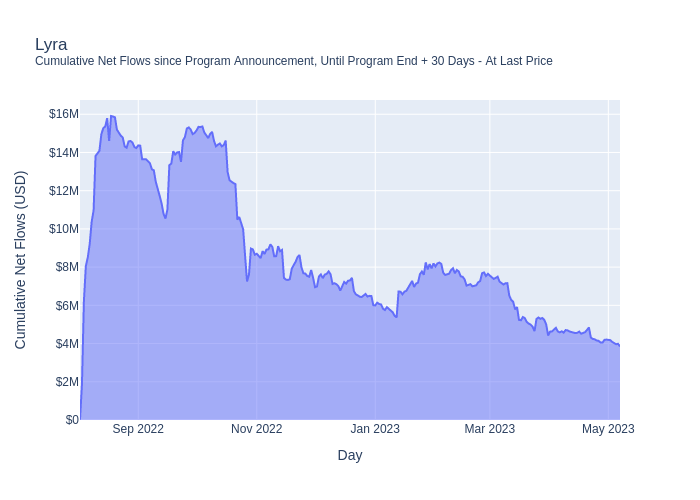 Lyra
Cumulative Net Flows since Program Announcement, Until Program End + 30 Days - At Last Price
Cumulative Net Flows (USD)
$16M
$14M
$12M
$10M
$8M
$6M
$4M
$2M
$0
Sep 2022
Nov 2022
Jan 2023
Mar 2023
May 2023
Day